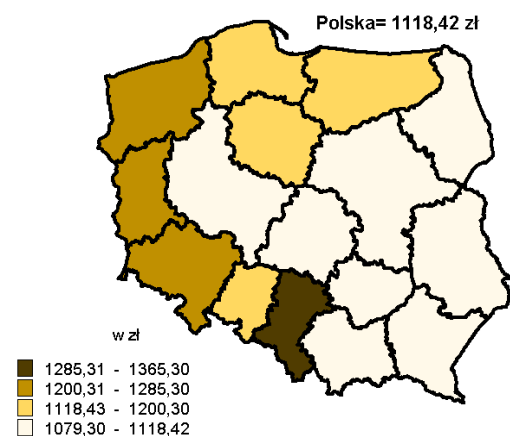 Polska= 1118,42 zł
w zł
1285,31 - 1365,30
1200,31 - 1285,30
1118,43 - 1200,30
1079,30 - 1118,42